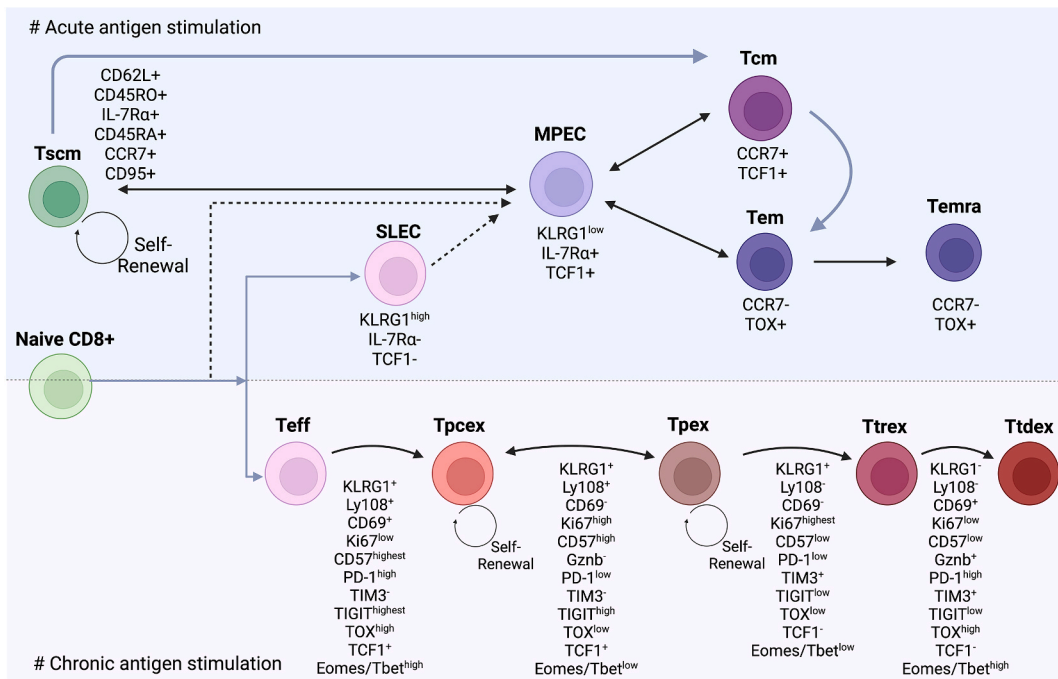 # Acute antigen stimulation
Tscm
CD62L+
CD45RO+
IL-7Rα+
CD45RA+
CCR7+
CD95+
Self-
Renewal
SLEC
KLRG1high
IL-7Rα-
TCF1-
MPEC
KLRG1low
IL-7Rα+
TCF1+
Tcm
CCR7+
TCF1+
Tem
CCR7-
TOX+
Temra
CCR7-
TOX+
Naive CD8+
Teff
KLRG1+
Ly108+
CD69+
Ki67low
CD57highest
PD-1high
TIM3-
TIGIThighest
TOXhigh
TCF1+
Eomes/Tbethigh
Tpcex
Self-
Renewal
KLRG1+
Ly108+
CD69-
Ki67high
CD57high
Gznb-
PD-1low
TIM3-
TIGIThigh
TOXlow
TCF1+
Eomes/Tbetlow
Tpex
Self-
Renewal
KLRG1+
Ly108-
CD69-
Ki67highest
CD57low
PD-1low
TIM3+
TIGITlow
TOXlow
TCF1-
Eomes/Tbetlow
Ttrex
KLRG1-
Ly108-
CD69+
Ki67low
CD57low
Gznb+
PD-1high
TIM3+
TIGITlow
TOXhigh
TCF1-
Eomes/Tbethigh
Ttdex
# Chronic antigen stimulation